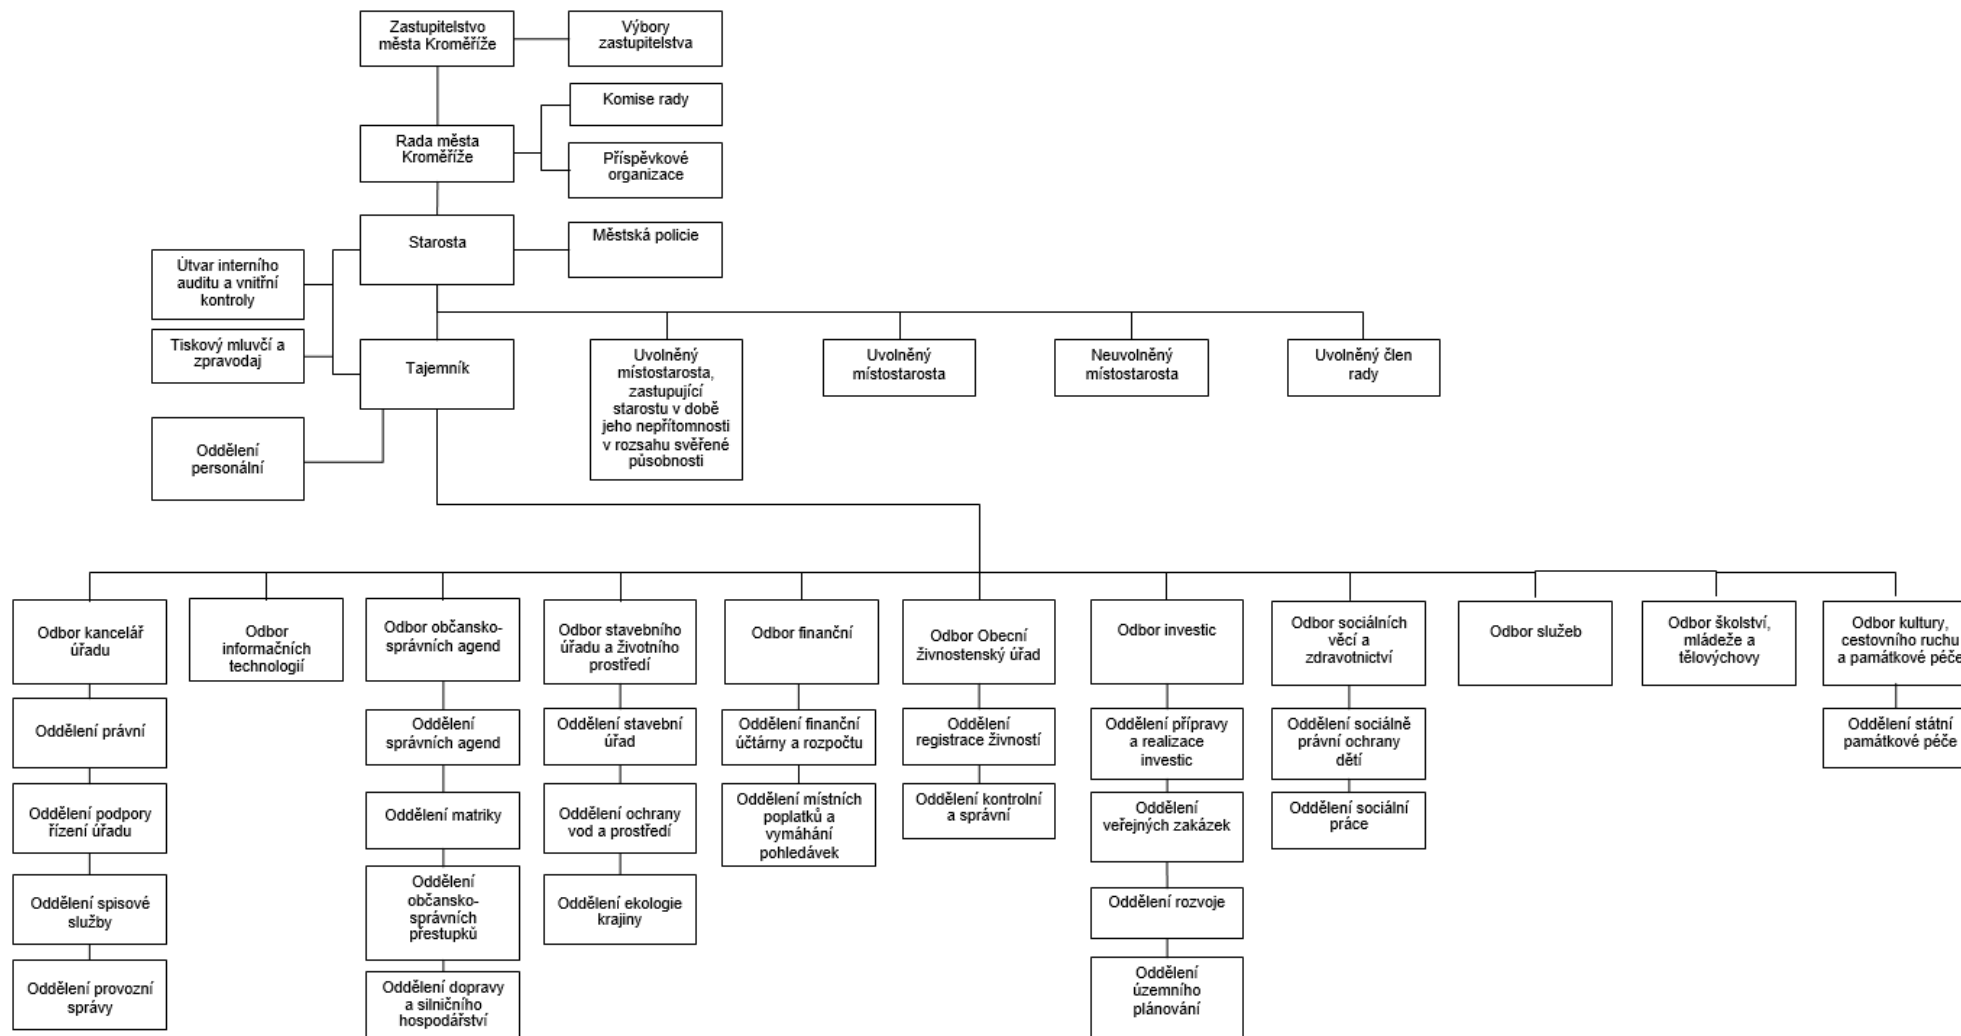 Zastupitelstvo
města Kroměříže
Výbory
zastupitelstva
Komise rady
Rada města
Kroměříže
Příspěvkové
organizace
Starosta
Městská policie
Útvar interního
auditu a vnitřní
kontroly
Tiskový mluvčí a
zpravodaj
Tajemník
Uvolněný
místostarosta,
zastupující
starostu v době
jeho nepřítomnosti
v rozsahu svěřené
působnosti
Uvolněný
místostarosta
Neuvolněný
místostarosta
Uvolněný člen
rady
Oddělení
personální
Odbor kancelář
úřadu
Oddělení právní
Oddělení podpory
řízení úřadu
Oddělení spisové
služby
Oddělení provozní
správy
Odbor
informačních
technologií
Odbor občansko-
správních agend
Oddělení
správních agend
Oddělení matriky
Oddělení
občansko-
správních
přestupků
Oddělení dopravy
a silničního
hospodářství
Odbor stavebního
úřadu a životního
prostředí
Oddělení stavební
úřad
Oddělení ochrany
vod a prostředí
Oddělení ekologie
krajiny
Odbor finanční
Oddělení finanční
účtárny a rozpočtu
Oddělení místních
poplatků a
vymáhání
pohledávek
Odbor Obecní
živnostenský úřad
Oddělení
registrace živností
Oddělení kontrolní
a správní
Odbor investic
Oddělení přípravy
a realizace
investic
Oddělení
veřejných zakázek
Oddělení rozvoje
Oddělení
územního
plánování
Odbor sociálních
věcí a
zdravotnictví
Oddělení sociálně
právní ochrany
dětí
Oddělení sociální
práce
Odbor služeb
Odbor školství,
mládeže a
tělovýchovy
Odbor kultury,
cestovního ruchu
a památkové péče
Oddělení státní
památkové péče